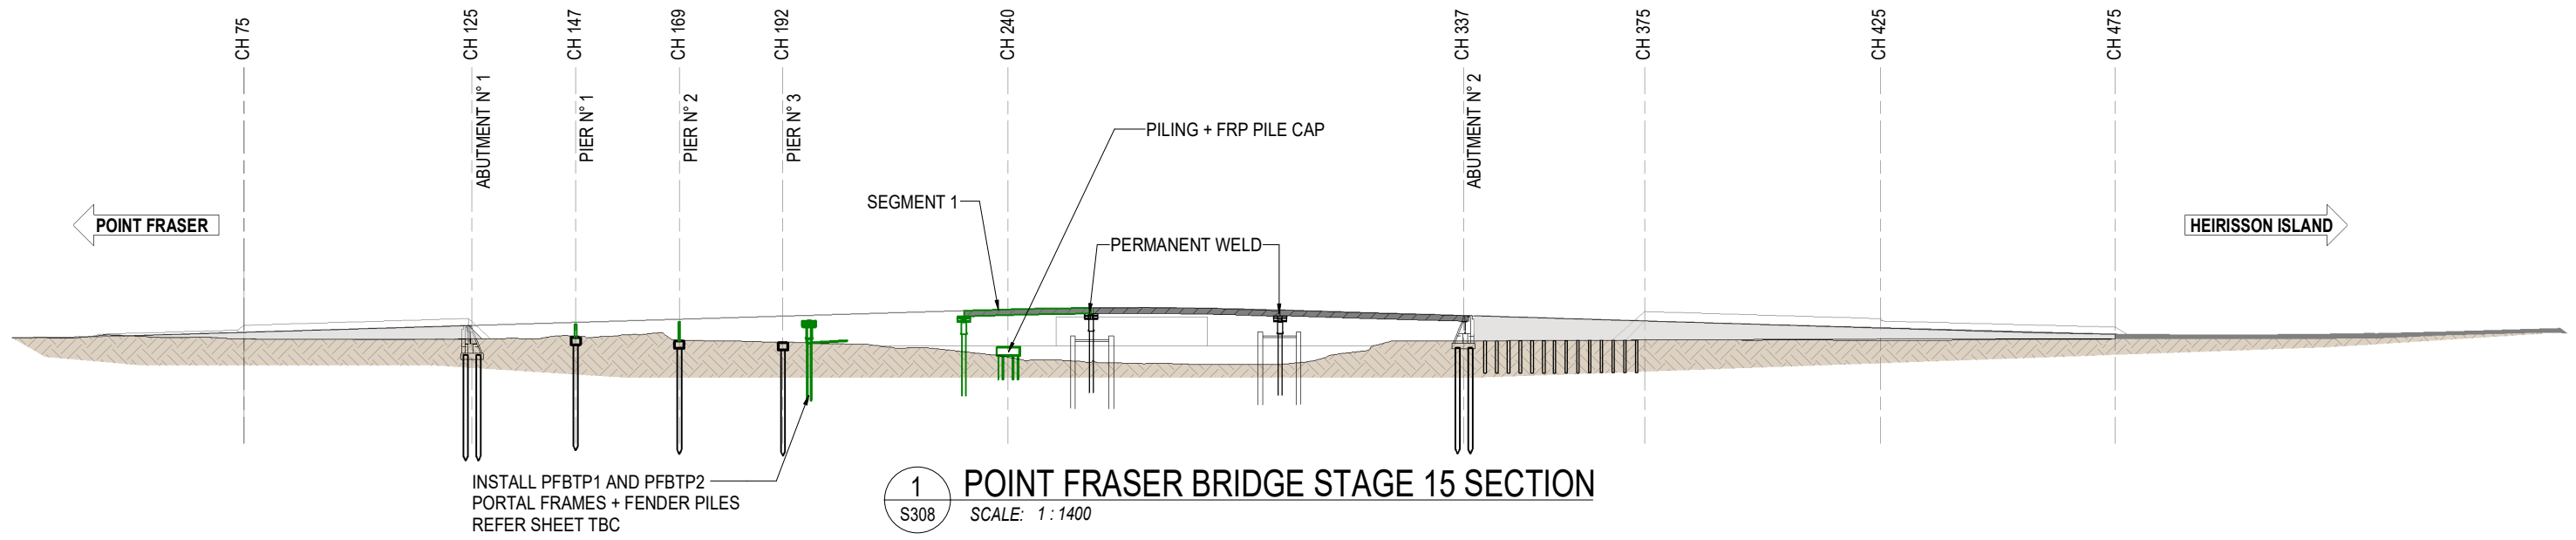 CH 75
CH 125
CH 147
CH 169
CH 192
CH 240
CH 337
CH 375
CH 425
CH 475
ABUTMENT N° 1
PIER N° 1
PIER N° 2
PIER N° 3
ABUTMENT N° 2
PILING + FRP PILE CAP
SEGMENT 1
POINT FRASER
HEIRISSON ISLAND
PERMANENT WELD
INSTALL PFBTP1 AND PFBTP2
PORTAL FRAMES + FENDER PILES
REFER SHEET TBC
1
S308
POINT FRASER BRIDGE STAGE 15 SECTION
SCALE: 1 : 1400